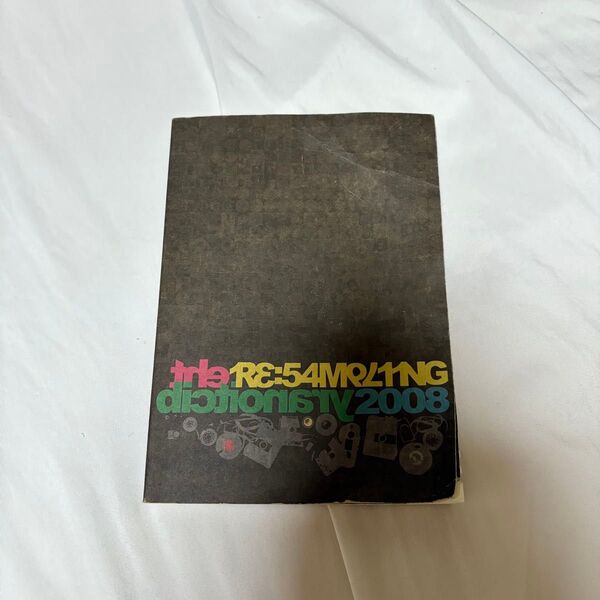 the RE:SAMPLING
dictionary 2008